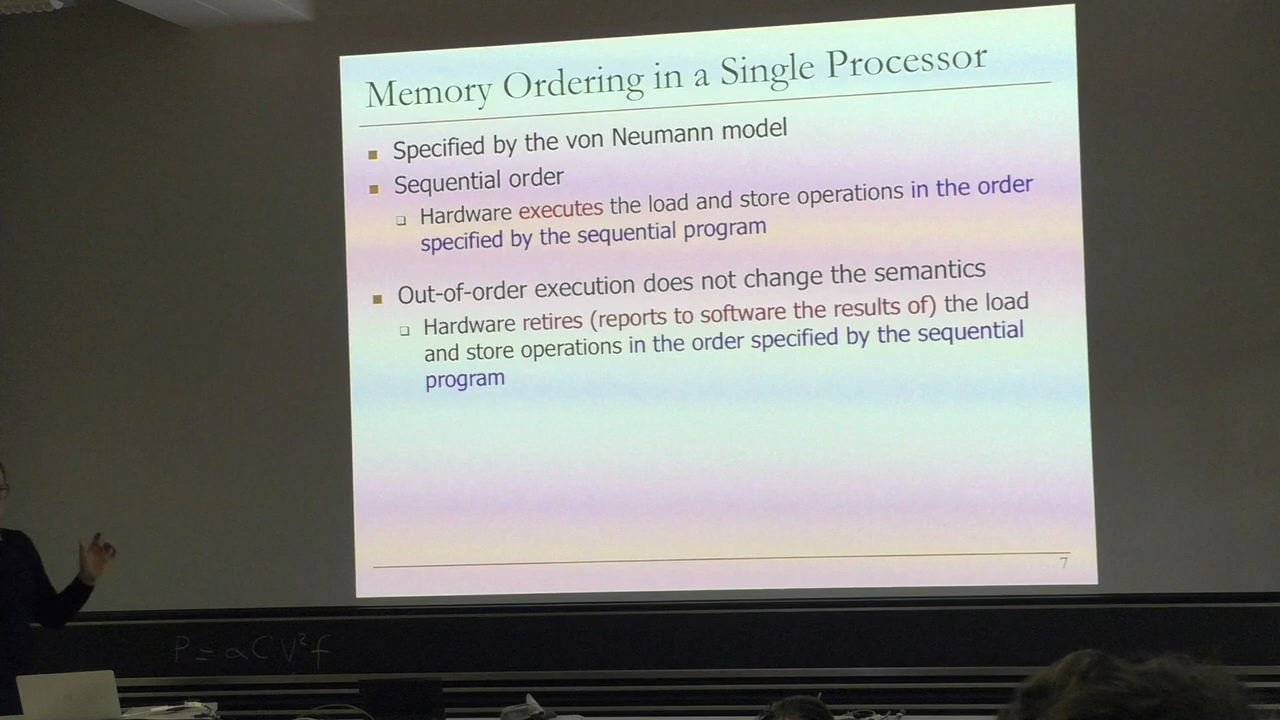 Memory Ordering in a Single Processor
Specified by the von Neumann model
Sequential order
Hardware executes the load and store operations in the order
specified by the sequential program
Out-of-order execution does not change the semantics
Hardware retires (reports to software the results of) the load
and store operations in the order specified by the sequential
program
7
P = αCV²f